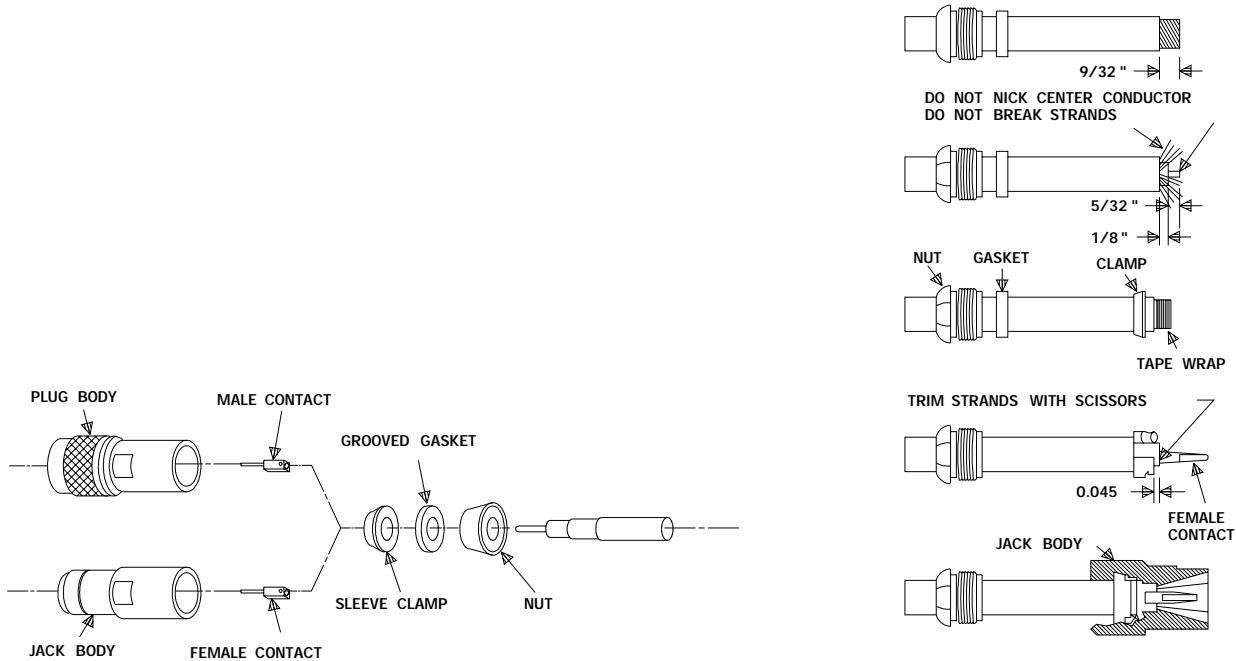 PLUG BODY
MALE CONTACT
GROOVED GASKET
SLEEVE CLAMP
NUT
JACK BODY
FEMALE CONTACT
9/32 "
DO NOT NICK CENTER CONDUCTOR
DO NOT BREAK STRANDS
5/32 "
1/8 "
NUT
GASKET
CLAMP
TAPE WRAP
TRIM STRANDS WITH SCISSORS
0.045
FEMALE
CONTACT
JACK BODY